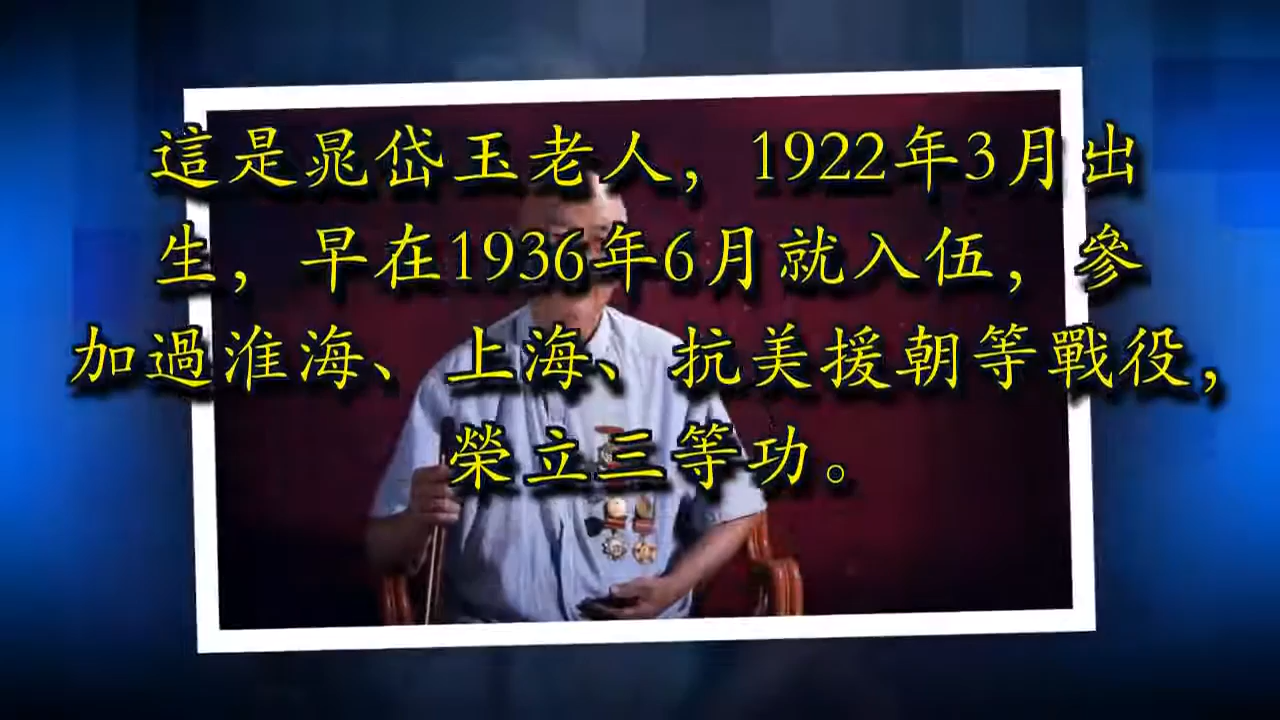 這是晁岱玉老人，1922年3月出
生，早在1936年6月就入伍，參
加過淮海、上海、抗美援朝等戰役，
榮立三等功。